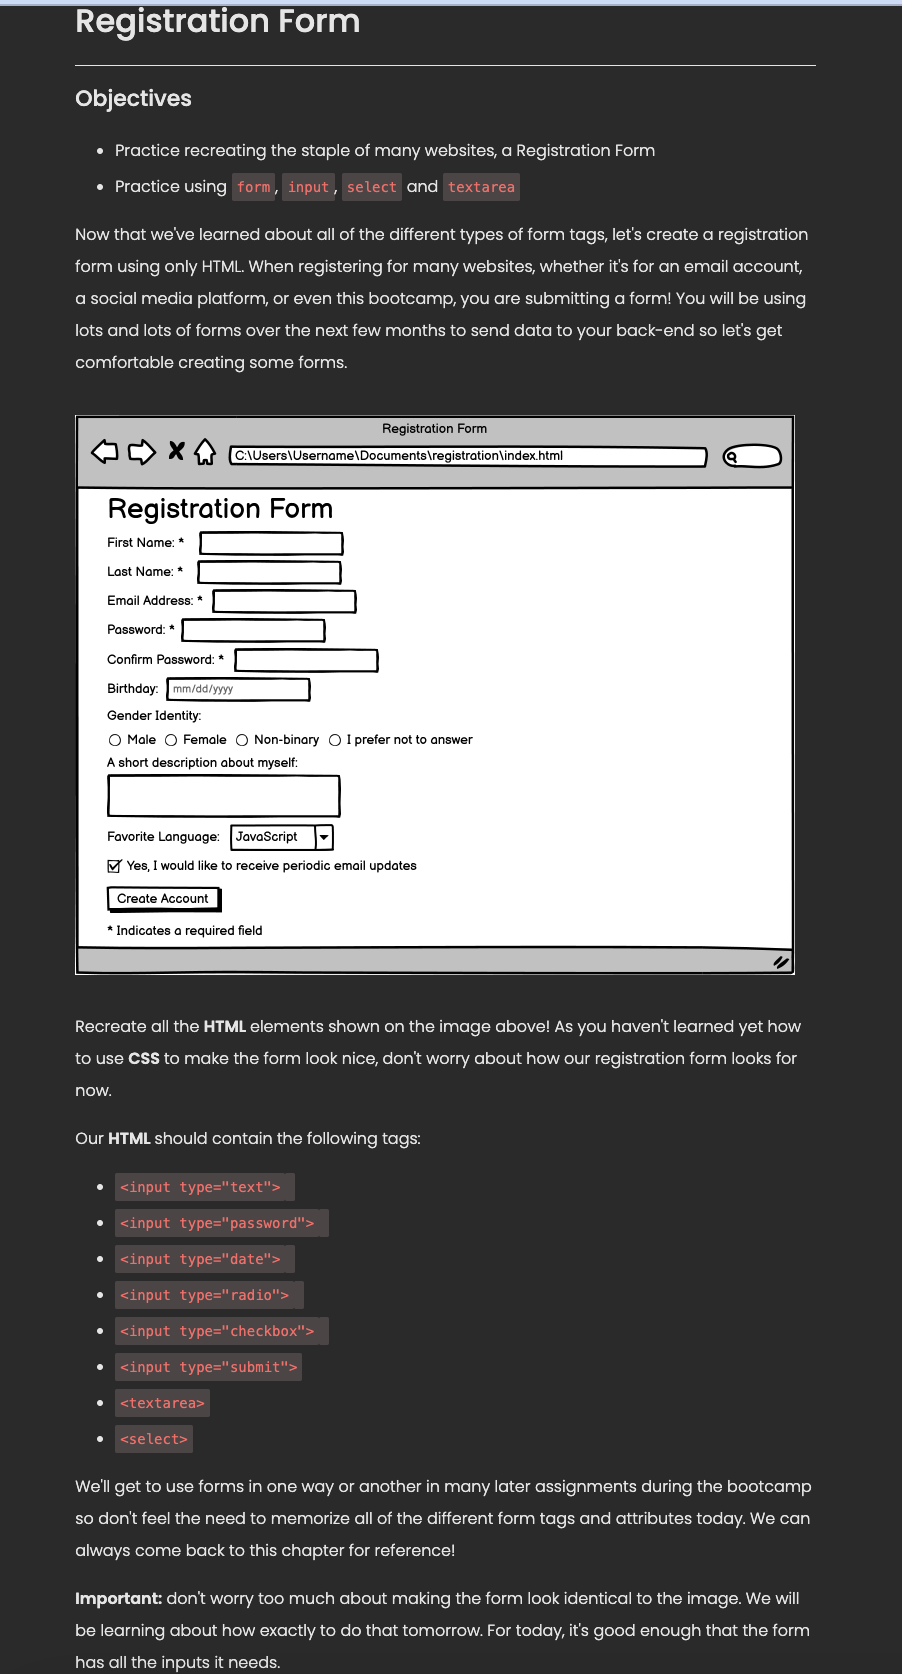 Registration Form
Objectives
Practice recreating the staple of many websites, a Registration Form
Practice using form, input, select and textarea
Now that we've learned about all of the different types of form tags, let's create a registration
form using only HTML. When registering for many websites, whether it's for an email account,
a social media platform, or even this bootcamp, you are submitting a form! You will be using
lots and lots of forms over the next few months to send data to your back-end so let's get
comfortable creating some forms.
Registration Form
C:\Users\Username\Documents\registration\index.html
Registration Form
First Name: *
Last Name: *
Email Address: *
Password: *
Confirm Password: *
Birthday: mm/dd/yyyy
Gender Identity:
Male Female Non-binary I prefer not to answer
A short description about myself:
Favorite Language: JavaScript
Yes, I would like to receive periodic email updates
Create Account
* Indicates a required field
Recreate all the HTML elements shown on the image above! As you haven't learned yet how
to use CSS to make the form look nice, don't worry about how our registration form looks for
now.
Our HTML should contain the following tags:
<input type="text">
<input type="password">
<input type="date">
<input type="radio">
<input type="checkbox">
<input type="submit">
<textarea>
<select>
We'll get to use forms in one way or another in many later assignments during the bootcamp
so don't feel the need to memorize all of the different form tags and attributes today. We can
always come back to this chapter for reference!
Important: don't worry too much about making the form look identical to the image. We will
be learning about how exactly to do that tomorrow. For today, it's good enough that the form
has all the inputs it needs.